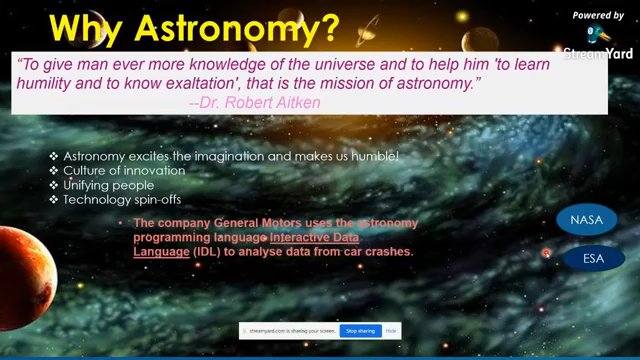 Why Astronomy?
Powered by
StreamYard
“To give man ever more knowledge of the universe and to help him 'to learn
humility and to know exaltation', that is the mission of astronomy.”
--Dr. Robert Aitken
❖ Astronomy excites the imagination and makes us humble!
❖ Culture of innovation
❖ Unifying people
❖ Technology spin-offs
• The company General Motors uses the astronomy
programming language Interactive Data
Language (IDL) to analyse data from car crashes.
NASA
ESA
streamyard.com is sharing your screen. Stop sharing Hide